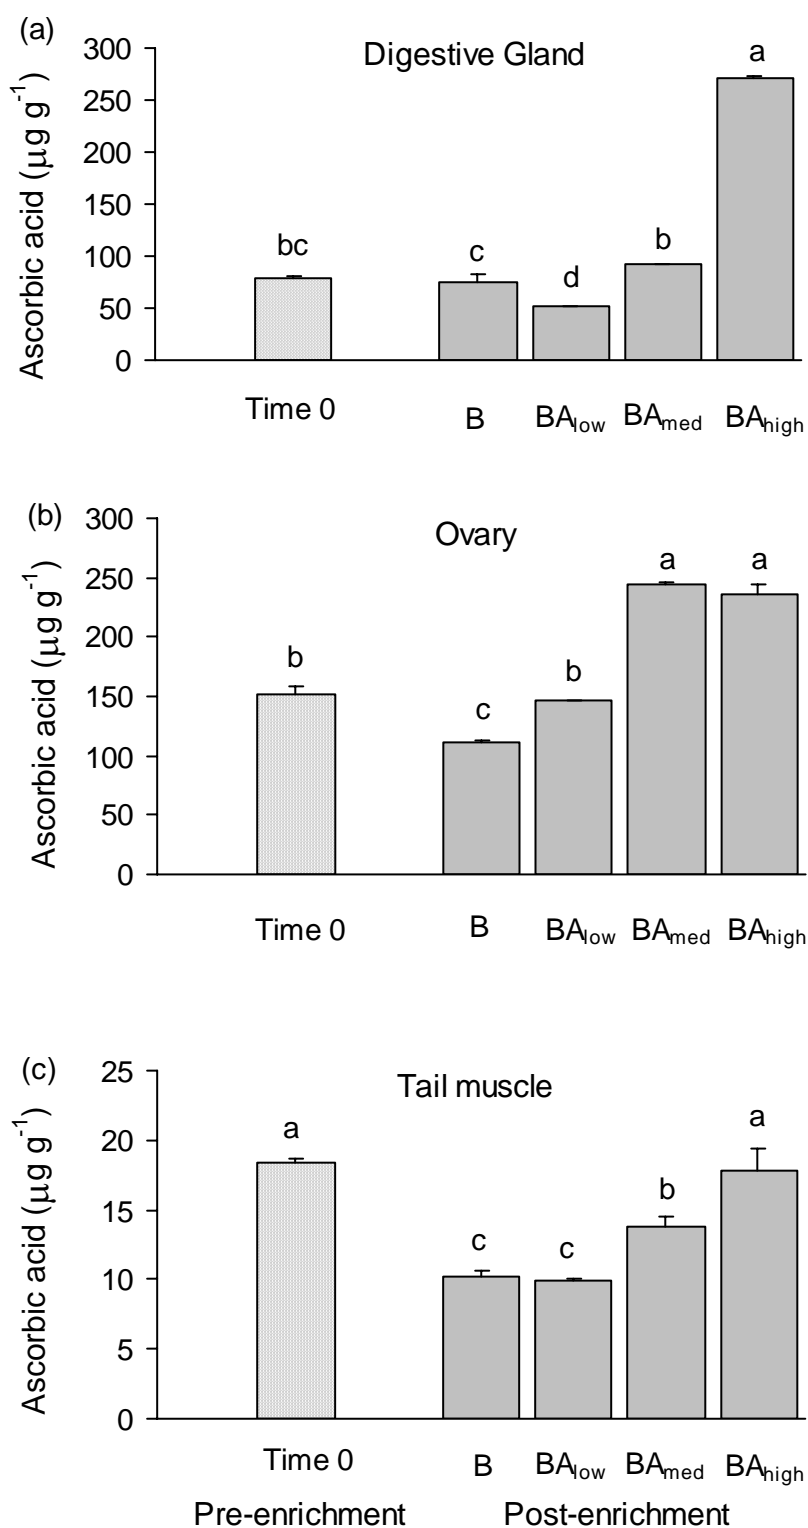 (a)
Digestive Gland
Ascorbic acid (μg g⁻¹)
300
250
200
150
100
50
0
bc
c
d
b
a
Time 0
B
BAlow
BAmed
BAhigh
(b)
Ovary
Ascorbic acid (μg g⁻¹)
300
250
200
150
100
50
0
b
c
b
a
a
Time 0
B
BAlow
BAmed
BAhigh
(c)
Tail muscle
Ascorbic acid (μg g⁻¹)
25
20
15
10
5
0
a
c
c
b
a
Time 0
B
BAlow
BAmed
BAhigh
Pre-enrichment
Post-enrichment